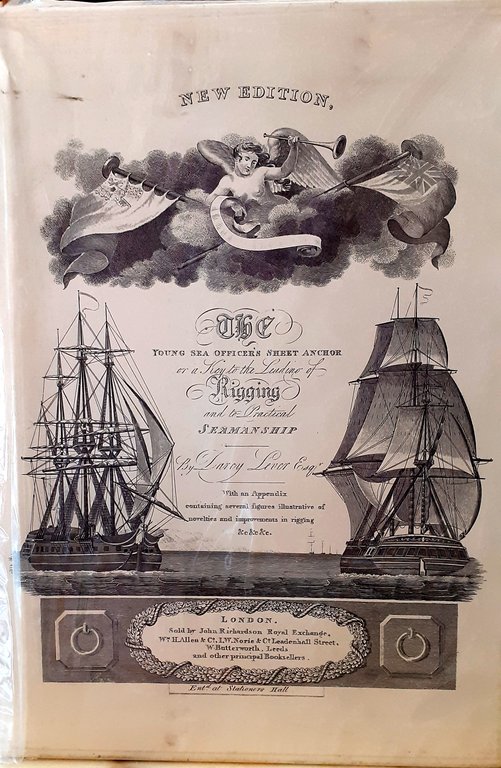 NEW EDITION,
The
YOUNG SEA OFFICER'S SHEET ANCHOR
or a Key to the Leading of
Rigging
and to Practical
SEAMANSHIP
By Darcy Lever Esqr.
With an Appendix
containing several figures illustrative of
novelties and improvements in rigging
&c &c &c.
LONDON,
Sold by John Richardson Royal Exchange,
Wm. H. Allen & Co. I.W. Norie & Co. Leadenhall Street,
W. Butterworth, Leeds
and other principal Booksellers.
Entd. at Stationers Hall